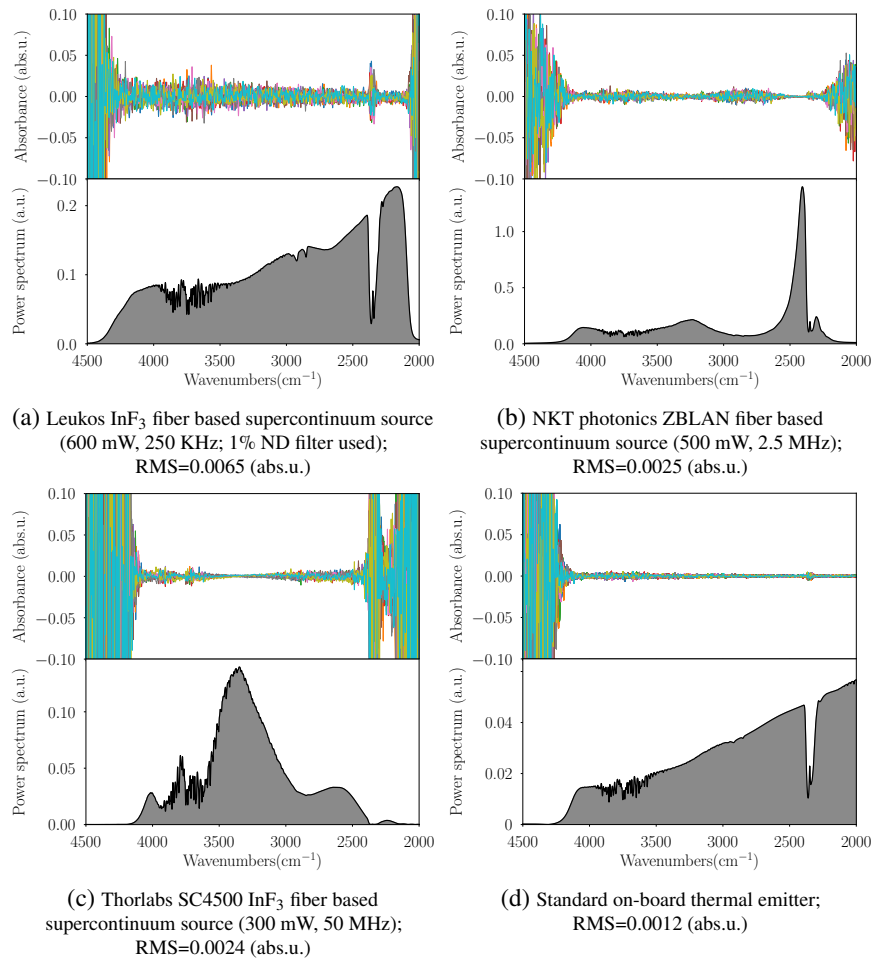 0.10
0.05
0.00
−0.05
−0.10
Absorbance (abs.u.)
0.2
0.1
0.0
Power spectrum (a.u.)
4500 4000 3500 3000 2500 2000
Wavenumbers(cm⁻¹)
(a) Leukos InF₃ fiber based supercontinuum source
(600 mW, 250 KHz; 1% ND filter used);
RMS=0.0065 (abs.u.)
0.10
0.05
0.00
−0.05
−0.10
Absorbance (abs.u.)
1.0
0.5
0.0
Power spectrum (a.u.)
4500 4000 3500 3000 2500 2000
Wavenumbers(cm⁻¹)
(b) NKT photonics ZBLAN fiber based
supercontinuum source (500 mW, 2.5 MHz);
RMS=0.0025 (abs.u.)
0.10
0.05
0.00
−0.05
−0.10
Absorbance (abs.u.)
0.10
0.05
0.00
Power spectrum (a.u.)
4500 4000 3500 3000 2500 2000
Wavenumbers(cm⁻¹)
(c) Thorlabs SC4500 InF₃ fiber based
supercontinuum source (300 mW, 50 MHz);
RMS=0.0024 (abs.u.)
0.10
0.05
0.00
−0.05
−0.10
Absorbance (abs.u.)
0.04
0.02
0.00
Power spectrum (a.u.)
4500 4000 3500 3000 2500 2000
Wavenumbers(cm⁻¹)
(d) Standard on-board thermal emitter;
RMS=0.0012 (abs.u.)